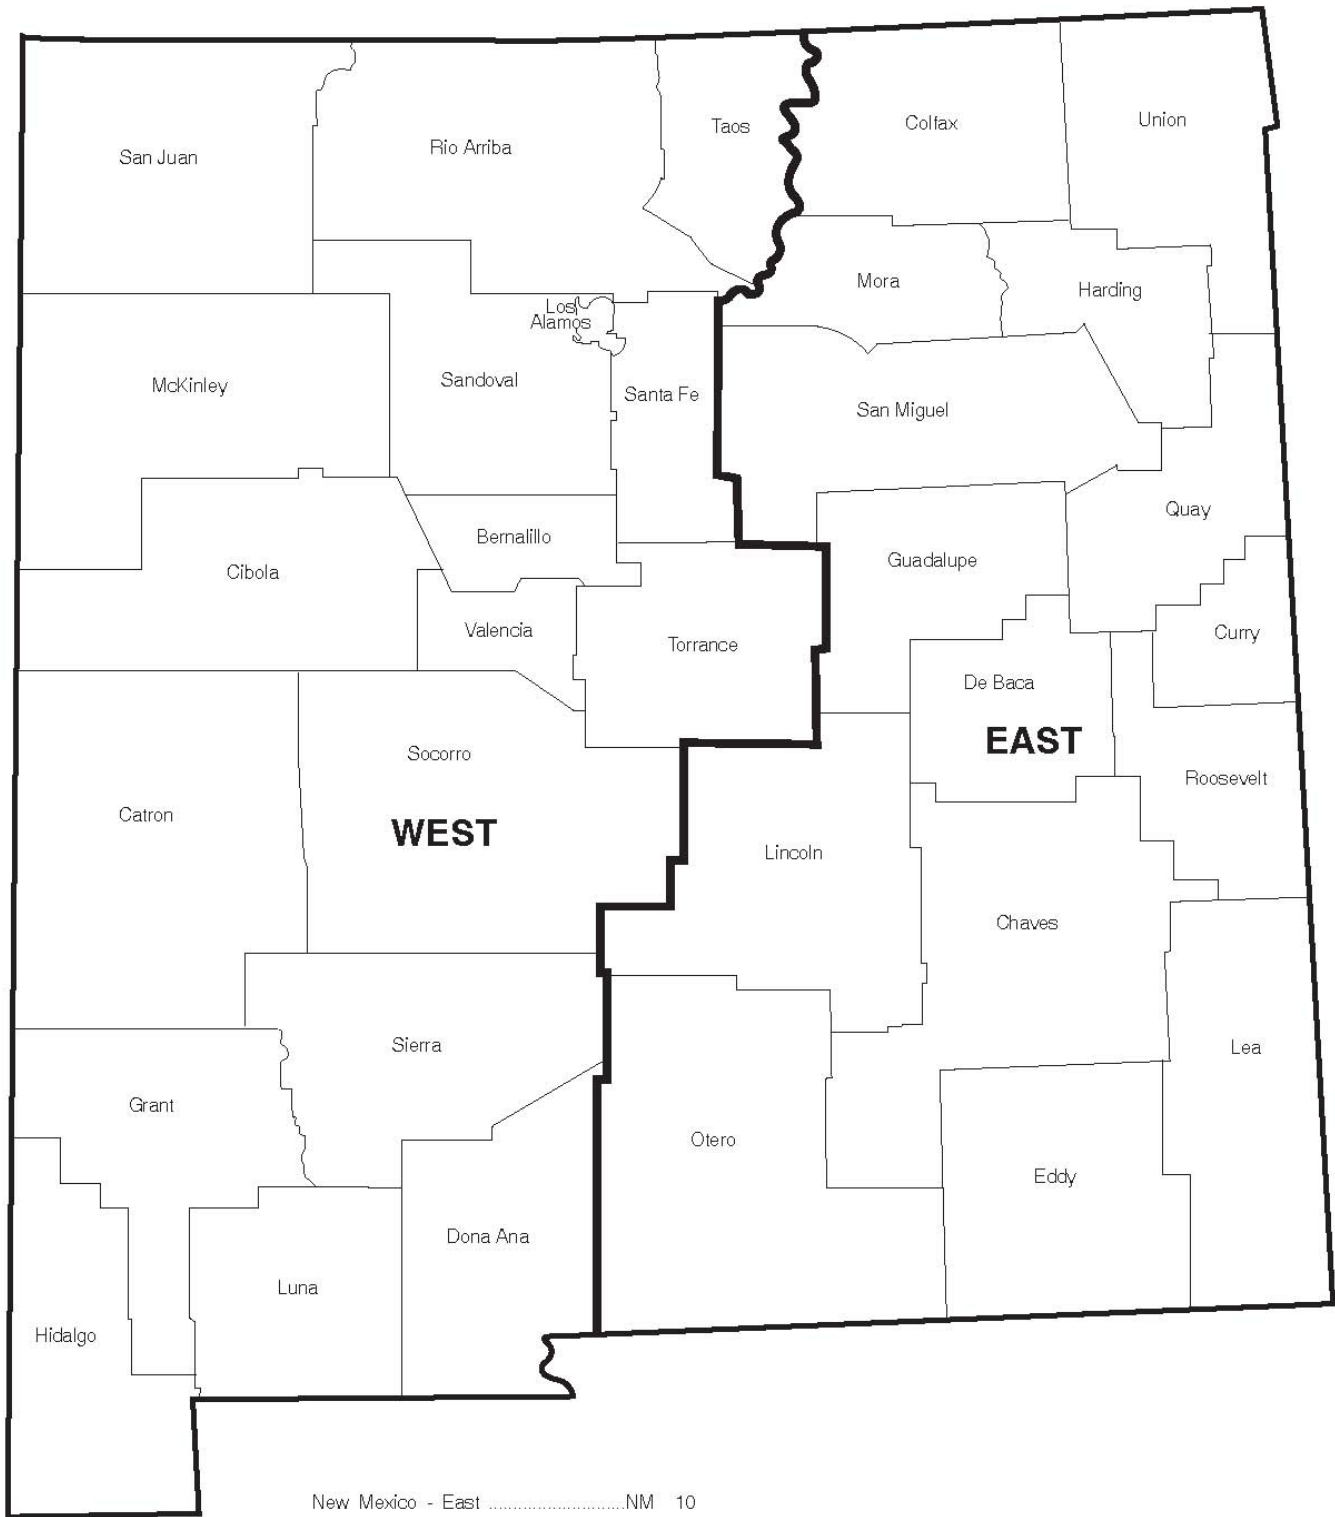 Taos
Colfax
Union
San Juan
Rio Arriba
Mora
Harding
Los
Alamos
McKinley
Sandoval
Santa Fe
San Miguel
Quay
Bernalillo
Guadalupe
Cibola
Valencia
Torrance
Curry
De Baca
EAST
Socorro
Roosevelt
Catron
WEST
Lincoln
Chaves
Sierra
Lea
Grant
Otero
Eddy
Dona Ana
Luna
Hidalgo
New Mexico - East .............................NM 10